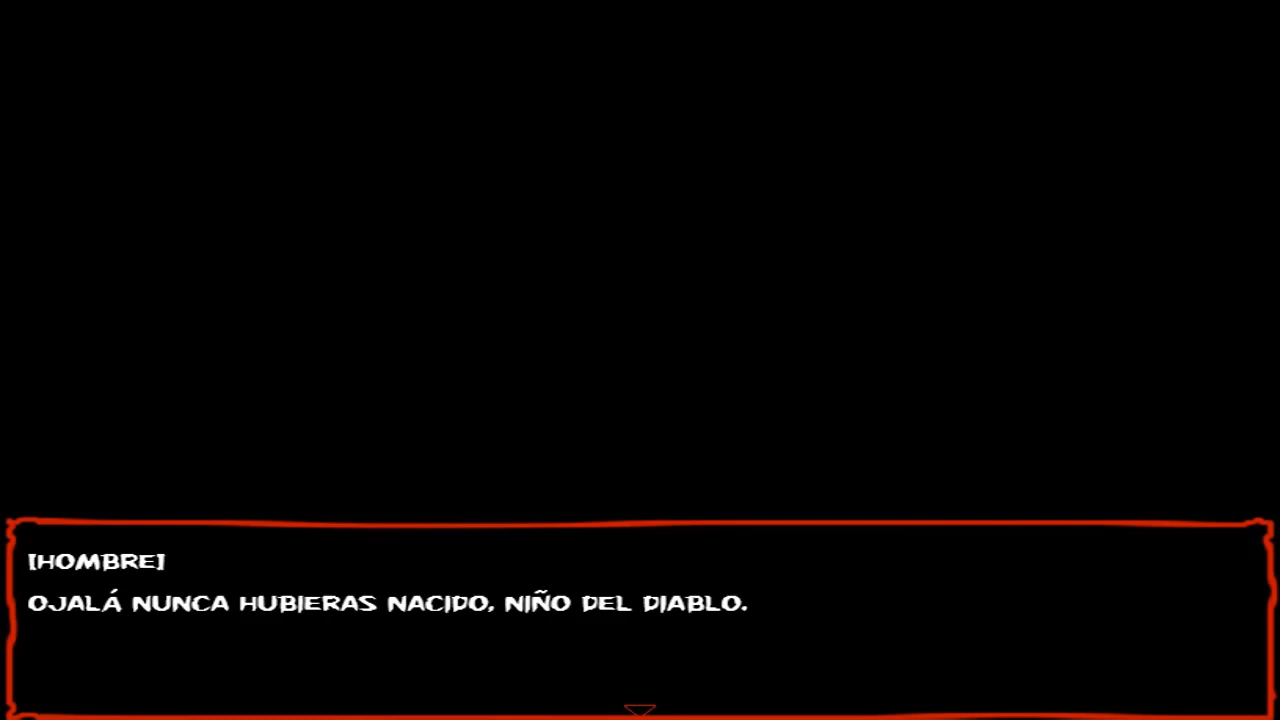 [HOMBRE]
OJALÁ NUNCA HUBIERAS NACIDO, NIÑO DEL DIABLO.